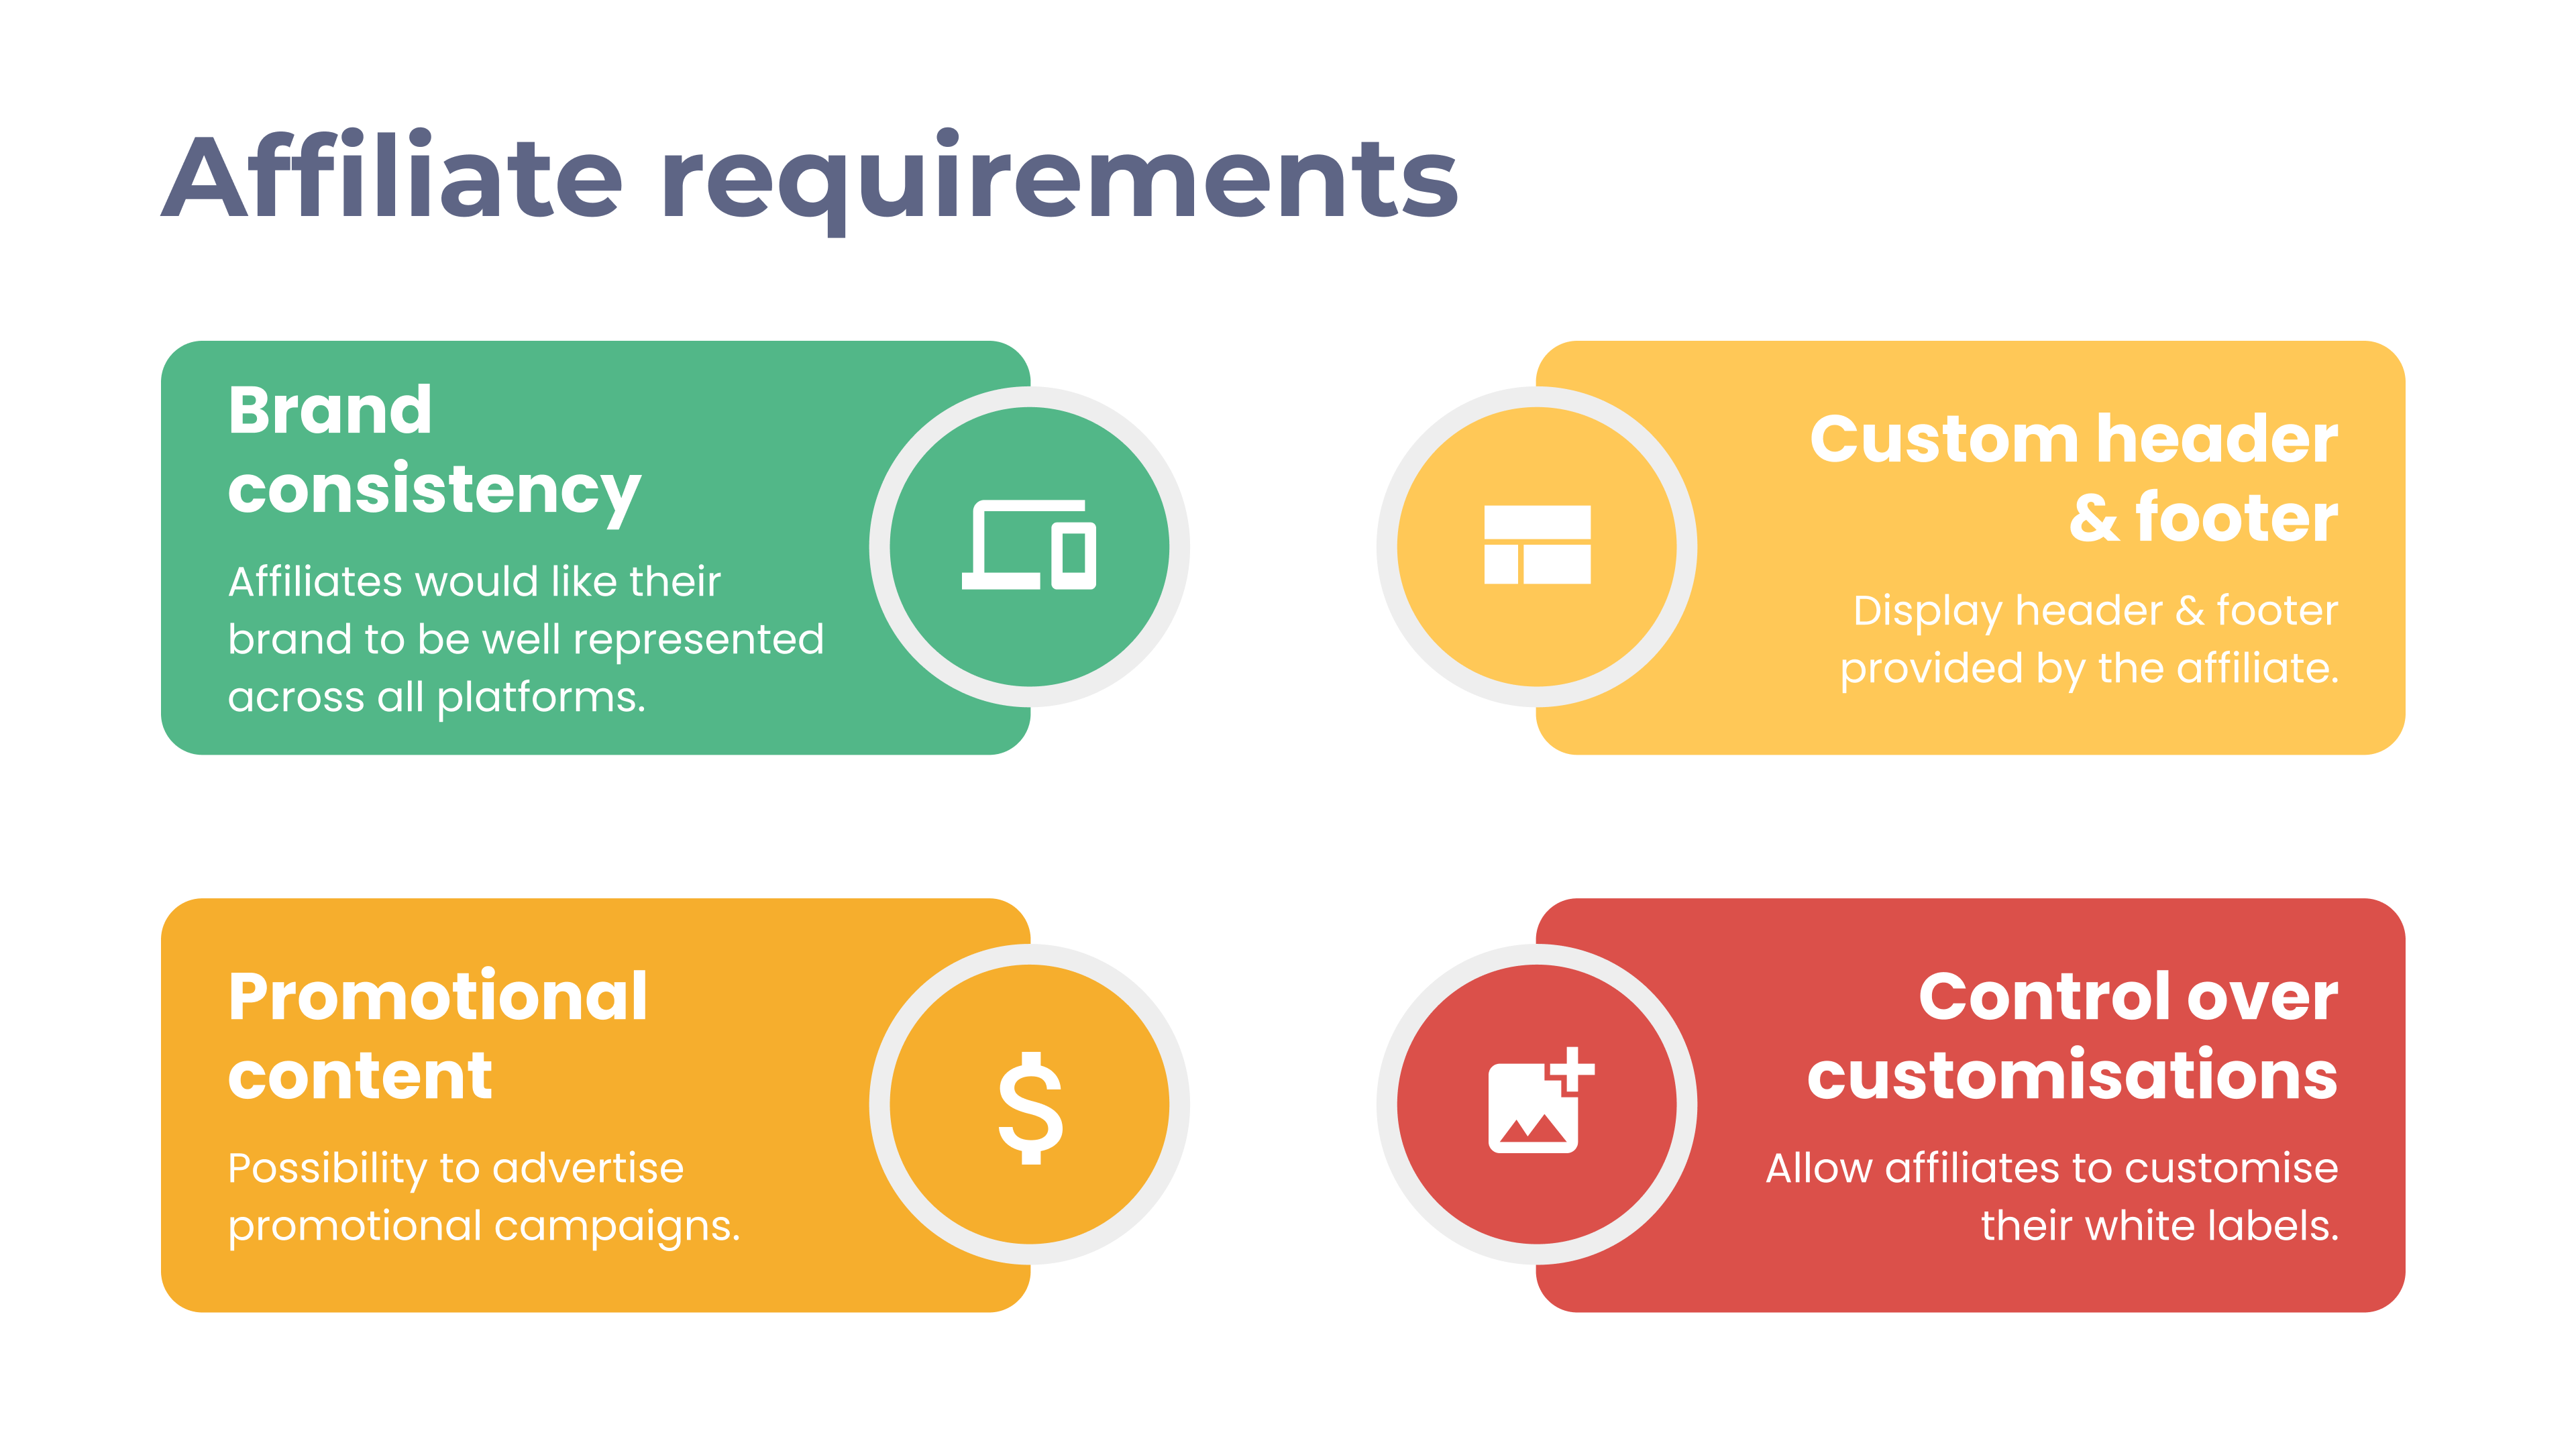 Affiliate requirements
Brand
consistency
Affiliates would like their
brand to be well represented
across all platforms.
Custom header
& footer
Display header & footer
provided by the affiliate.
Promotional
content
Possibility to advertise
promotional campaigns.
Control over
customisations
Allow affiliates to customise
their white labels.